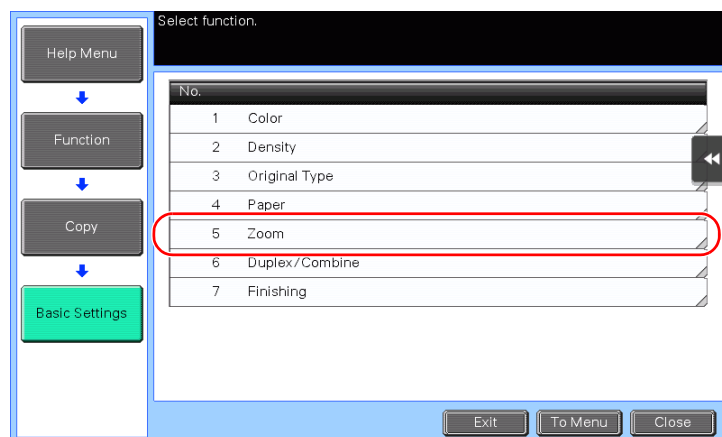 Select function.
Help Menu
Function
Copy
Basic Settings
No.
1 Color
2 Density
3 Original Type
4 Paper
5 Zoom
6 Duplex/Combine
7 Finishing
Exit To Menu Close